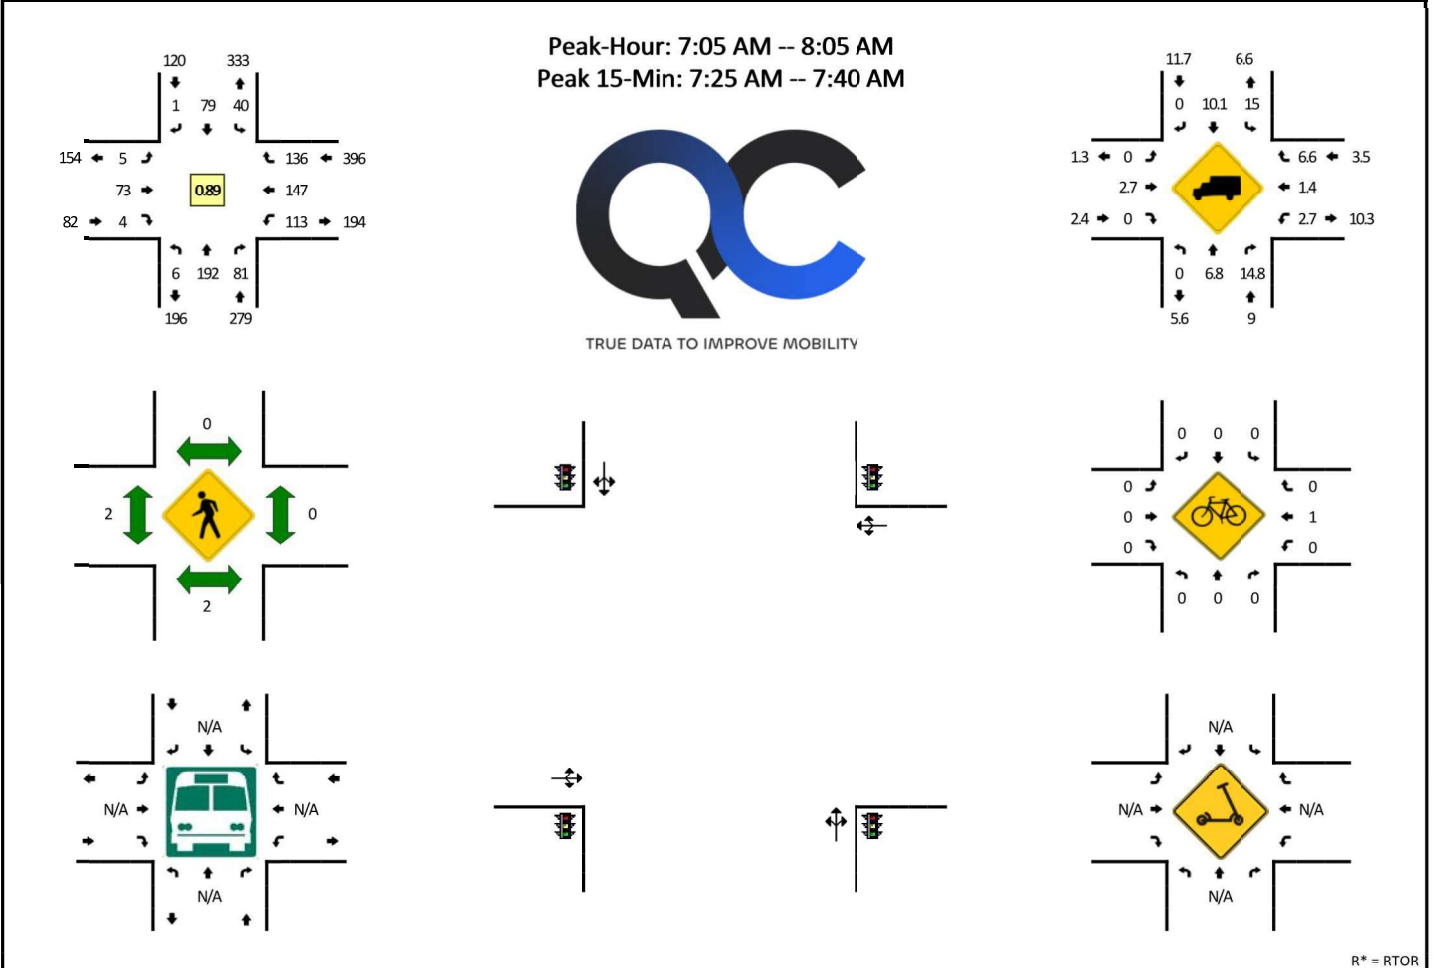 Peak-Hour: 7:05 AM -- 8:05 AM
Peak 15-Min: 7:25 AM -- 7:40 AM
120 333
1 79 40
154 5 136 396
73 0.89 147
82 4 113 194
6 192 81
196 279
QC
TRUE DATA TO IMPROVE MOBILITY
11.7 6.6
0 10.1 15
1.3 0 6.6 3.5
2.7 1.4
2.4 0 2.7 10.3
0 6.8 14.8
5.6 9
0
2 0
2
0 0 0
0 0
0 1
0 0
0 0 0
N/A
N/A N/A
N/A
N/A
N/A N/A
N/A
R* = RTOR